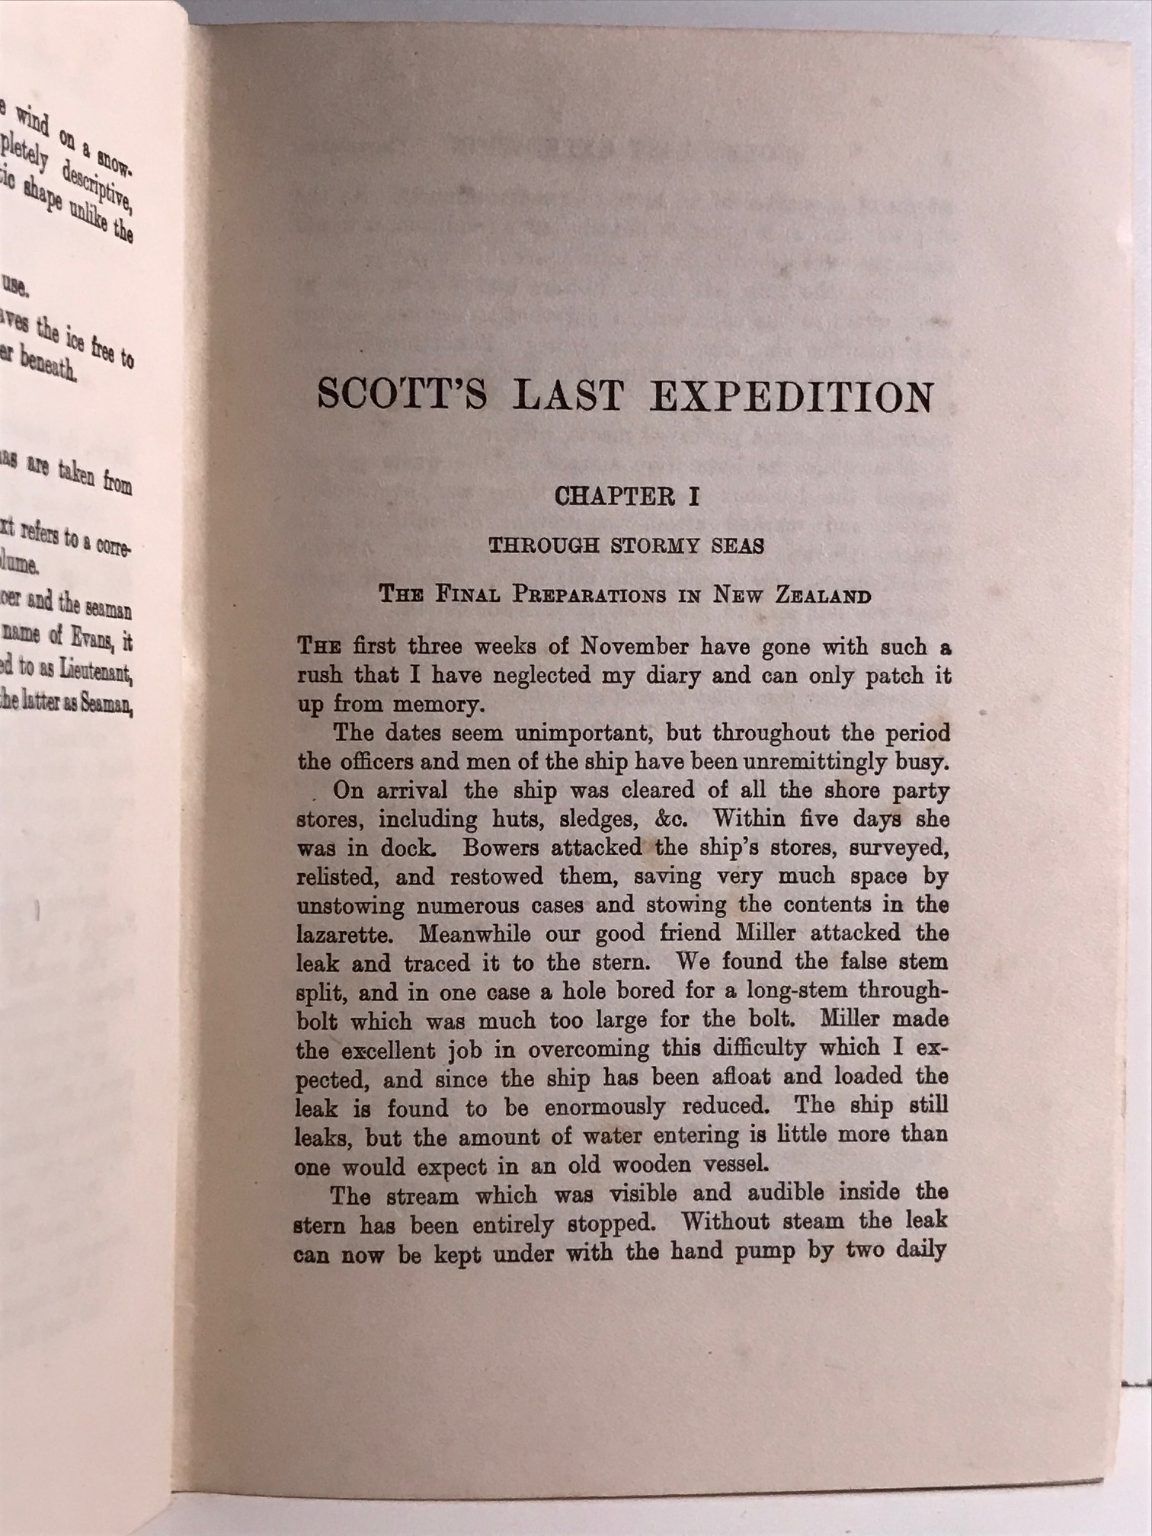 wind on a snow-
descriptive,
shape unlike the
use.
the ice free to
beneath.
are taken from
refers to a corre-
and the seaman
name of Evans, it
to as Lieutenant,
the latter as Seaman,
SCOTT'S LAST EXPEDITION
CHAPTER I
THROUGH STORMY SEAS
THE FINAL PREPARATIONS IN NEW ZEALAND
THE first three weeks of November have gone with such a
rush that I have neglected my diary and can only patch it
up from memory.
The dates seem unimportant, but throughout the period
the officers and men of the ship have been unremittingly busy.
On arrival the ship was cleared of all the shore party
stores, including huts, sledges, &c. Within five days she
was in dock. Bowers attacked the ship's stores, surveyed,
relisted, and restowed them, saving very much space by
unstowing numerous cases and stowing the contents in the
lazarette. Meanwhile our good friend Miller attacked the
leak and traced it to the stern. We found the false stem
split, and in one case a hole bored for a long-stem through-
bolt which was much too large for the bolt. Miller made
the excellent job in overcoming this difficulty which I ex-
pected, and since the ship has been afloat and loaded the
leak is found to be enormously reduced. The ship still
leaks, but the amount of water entering is little more than
one would expect in an old wooden vessel.
The stream which was visible and audible inside the
stern has been entirely stopped. Without steam the leak
can now be kept under with the hand pump by two daily